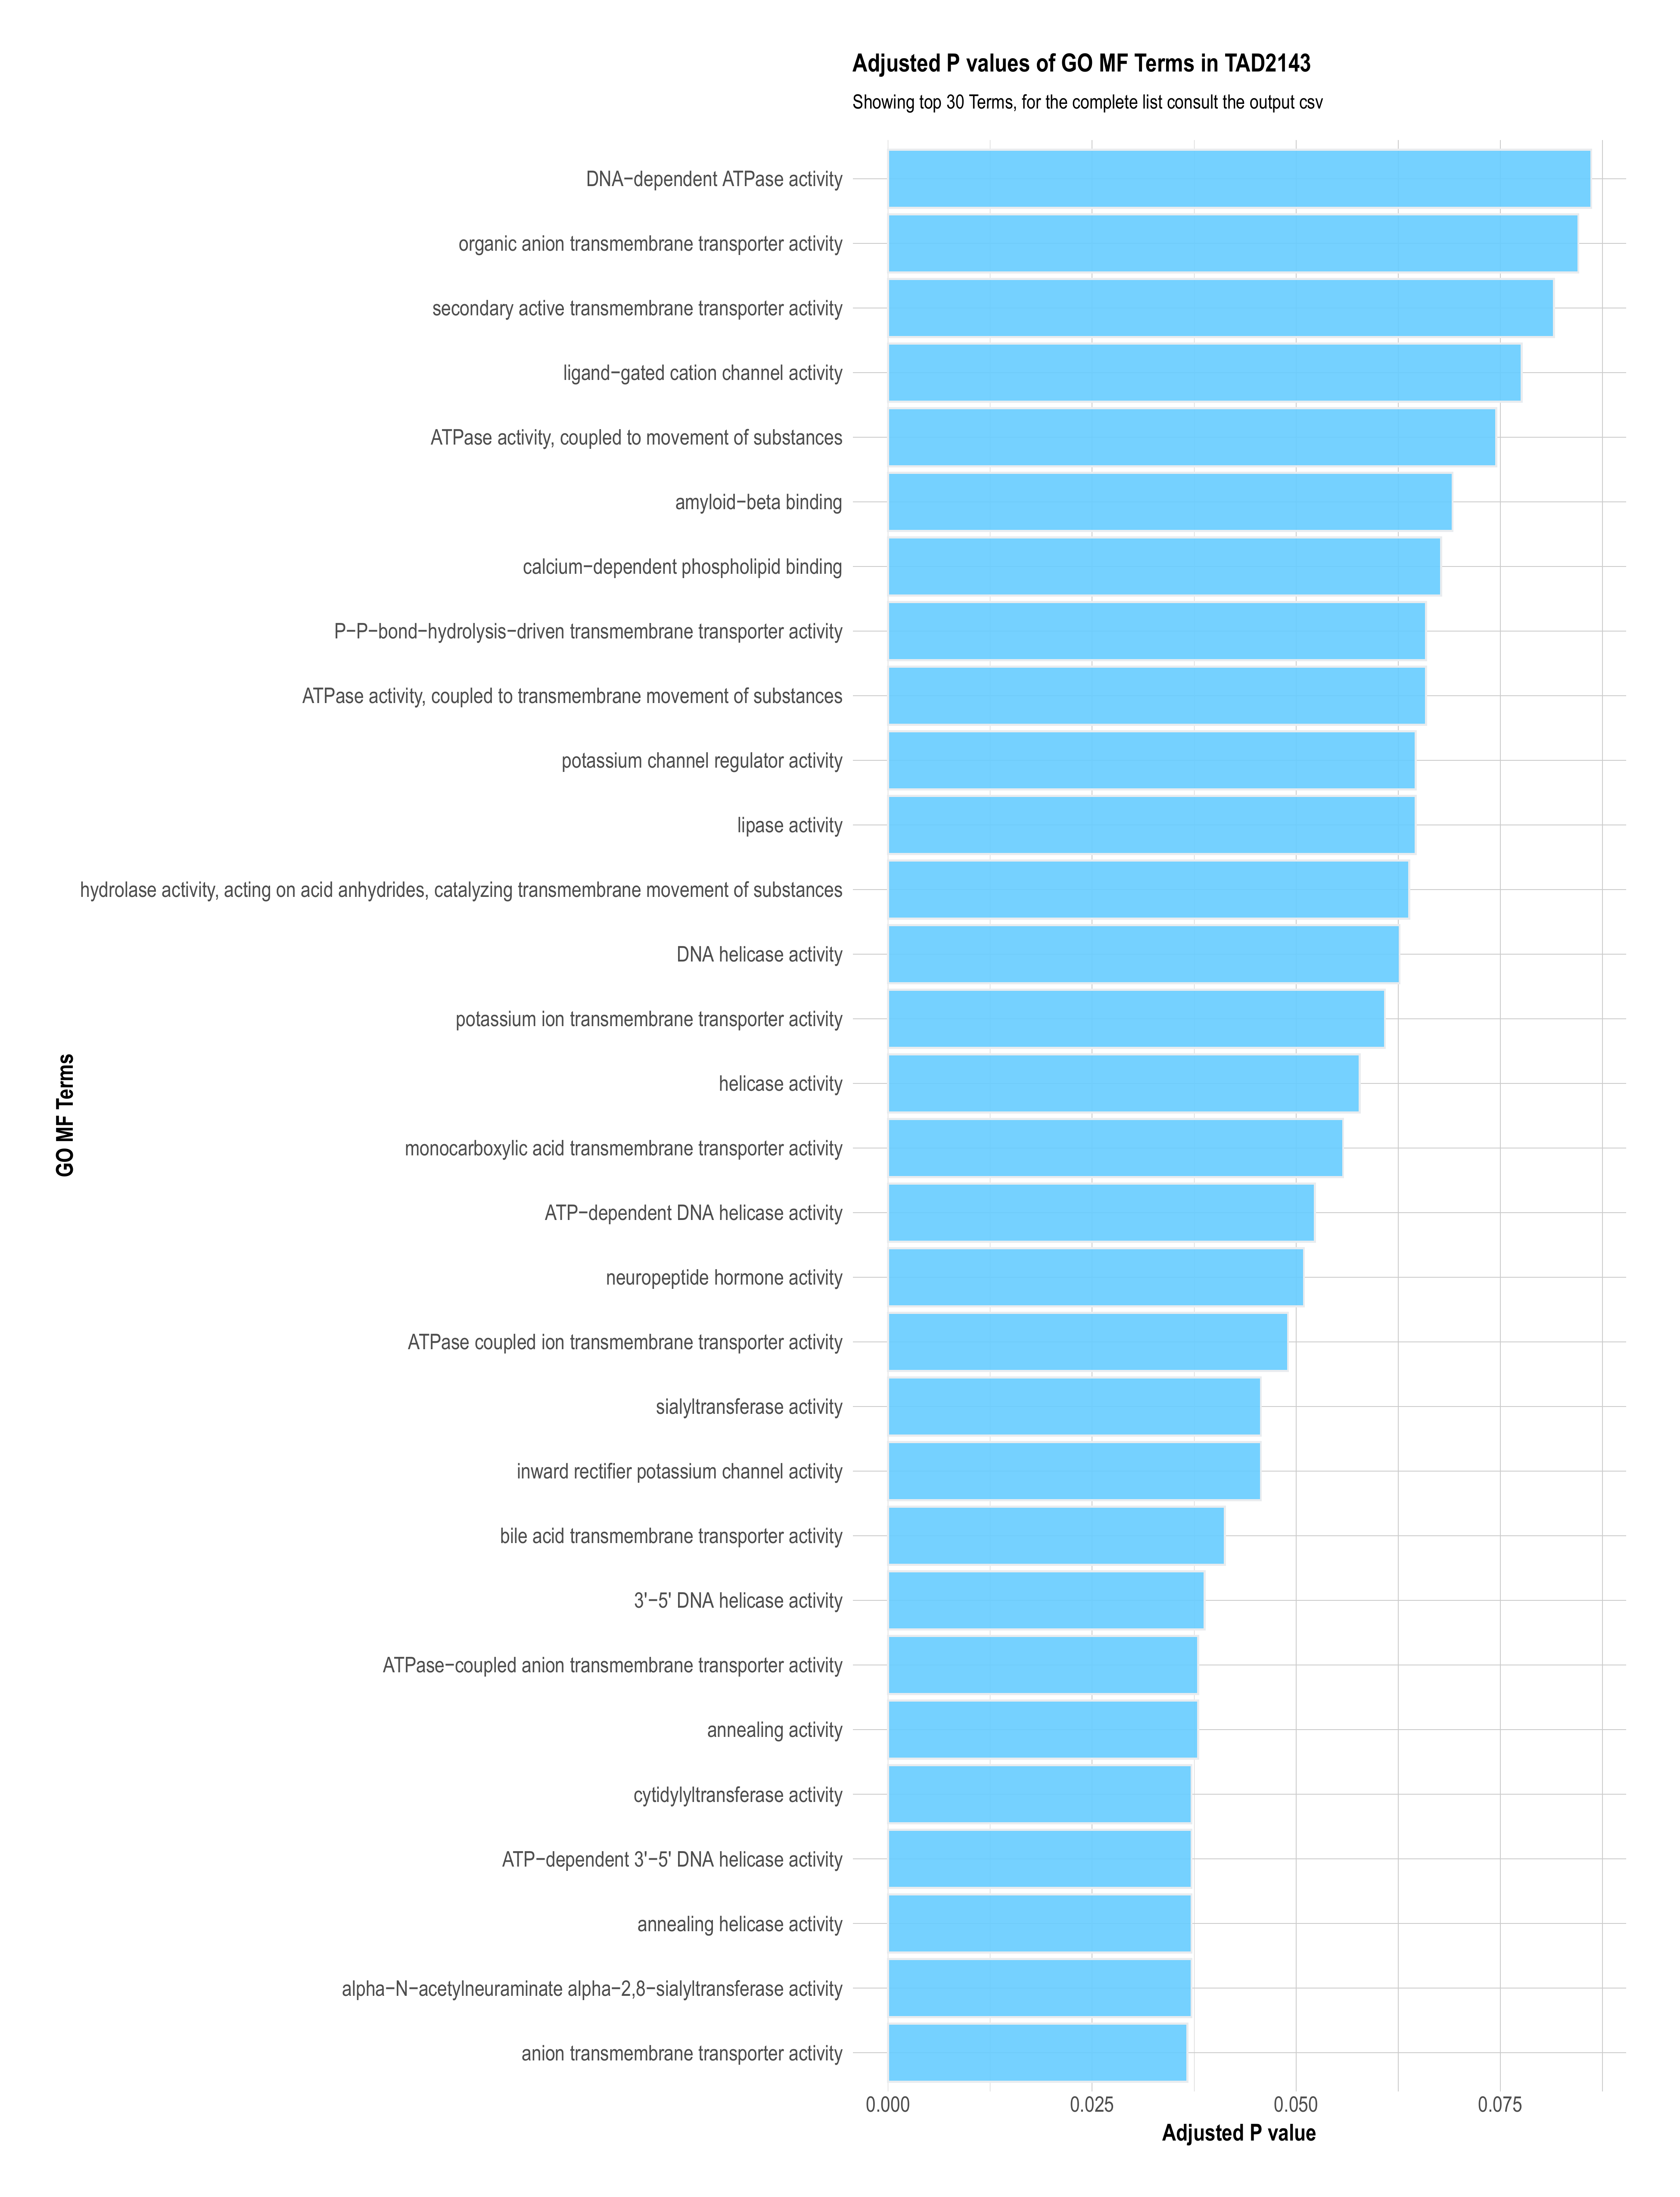 Adjusted P values of GO MF Terms in TAD2143
Showing top 30 Terms, for the complete list consult the output csv
DNA−dependent ATPase activity
organic anion transmembrane transporter activity
secondary active transmembrane transporter activity
ligand−gated cation channel activity
ATPase activity, coupled to movement of substances
amyloid−beta binding
calcium−dependent phospholipid binding
P−P−bond−hydrolysis−driven transmembrane transporter activity
ATPase activity, coupled to transmembrane movement of substances
potassium channel regulator activity
lipase activity
hydrolase activity, acting on acid anhydrides, catalyzing transmembrane movement of substances
DNA helicase activity
potassium ion transmembrane transporter activity
helicase activity
monocarboxylic acid transmembrane transporter activity
ATP−dependent DNA helicase activity
neuropeptide hormone activity
ATPase coupled ion transmembrane transporter activity
sialyltransferase activity
inward rectifier potassium channel activity
bile acid transmembrane transporter activity
3'−5' DNA helicase activity
ATPase−coupled anion transmembrane transporter activity
annealing activity
cytidylyltransferase activity
ATP−dependent 3'−5' DNA helicase activity
annealing helicase activity
alpha−N−acetylneuraminate alpha−2,8−sialyltransferase activity
anion transmembrane transporter activity
GO MF Terms
0.000 0.025 0.050 0.075
Adjusted P value